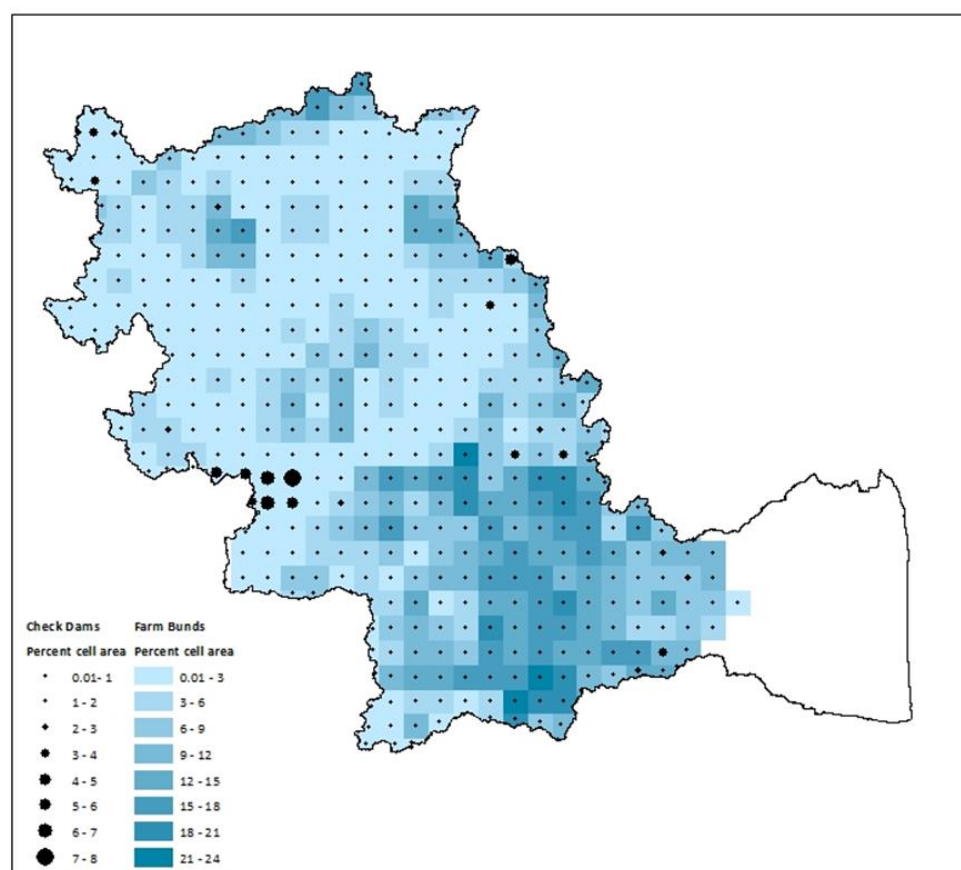 Check Dams Farm Bunds
Percent cell area Percent cell area
0.01- 1 0.01 - 3
1 - 2 3 - 6
2 - 3 6 - 9
3 - 4 9 - 12
4 - 5 12 - 15
5 - 6 15 - 18
6 - 7 18 - 21
7 - 8 21 - 24